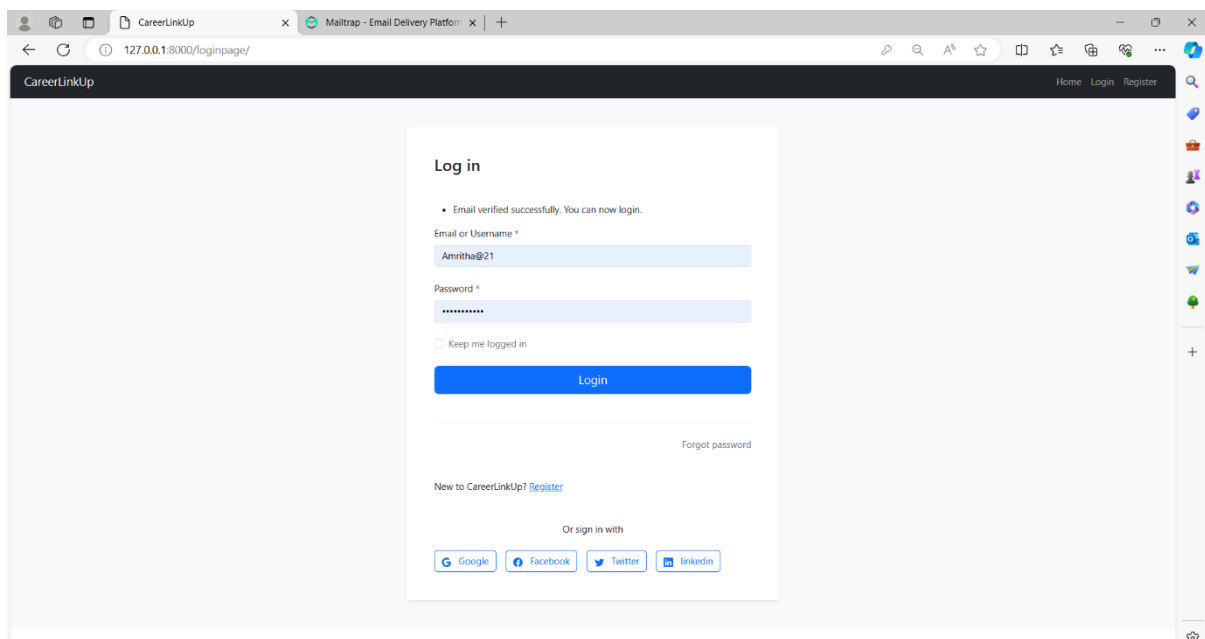 CareerLinkUp
Mailtrap - Email Delivery Platform
127.0.0.1:8000/loginpage/
CareerLinkUp Home Login Register
Log in
• Email verified successfully. You can now login.
Email or Username *
Amritha@21
Password *
•••••••••••
Keep me logged in
Login
Forgot password
New to CareerLinkUp? Register
Or sign in with
Google Facebook Twitter linkedin